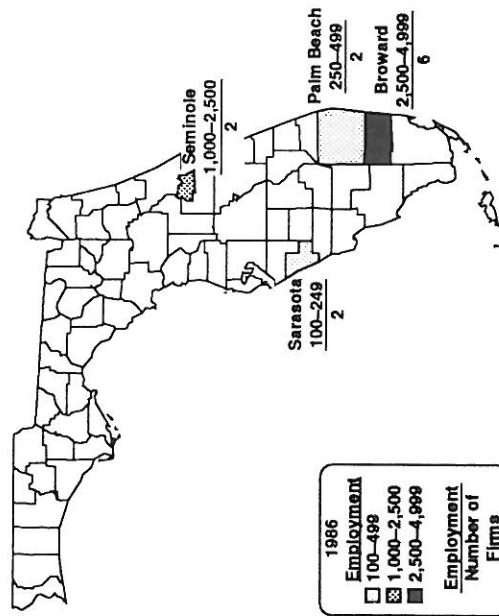 Seminole
1,000–2,500
2
Palm Beach
250–499
2
Broward
2,500–4,999
6
Sarasota
100–249
2
1986
Employment
100–499
1,000–2,500
2,500–4,999
Employment
Number of
Firms